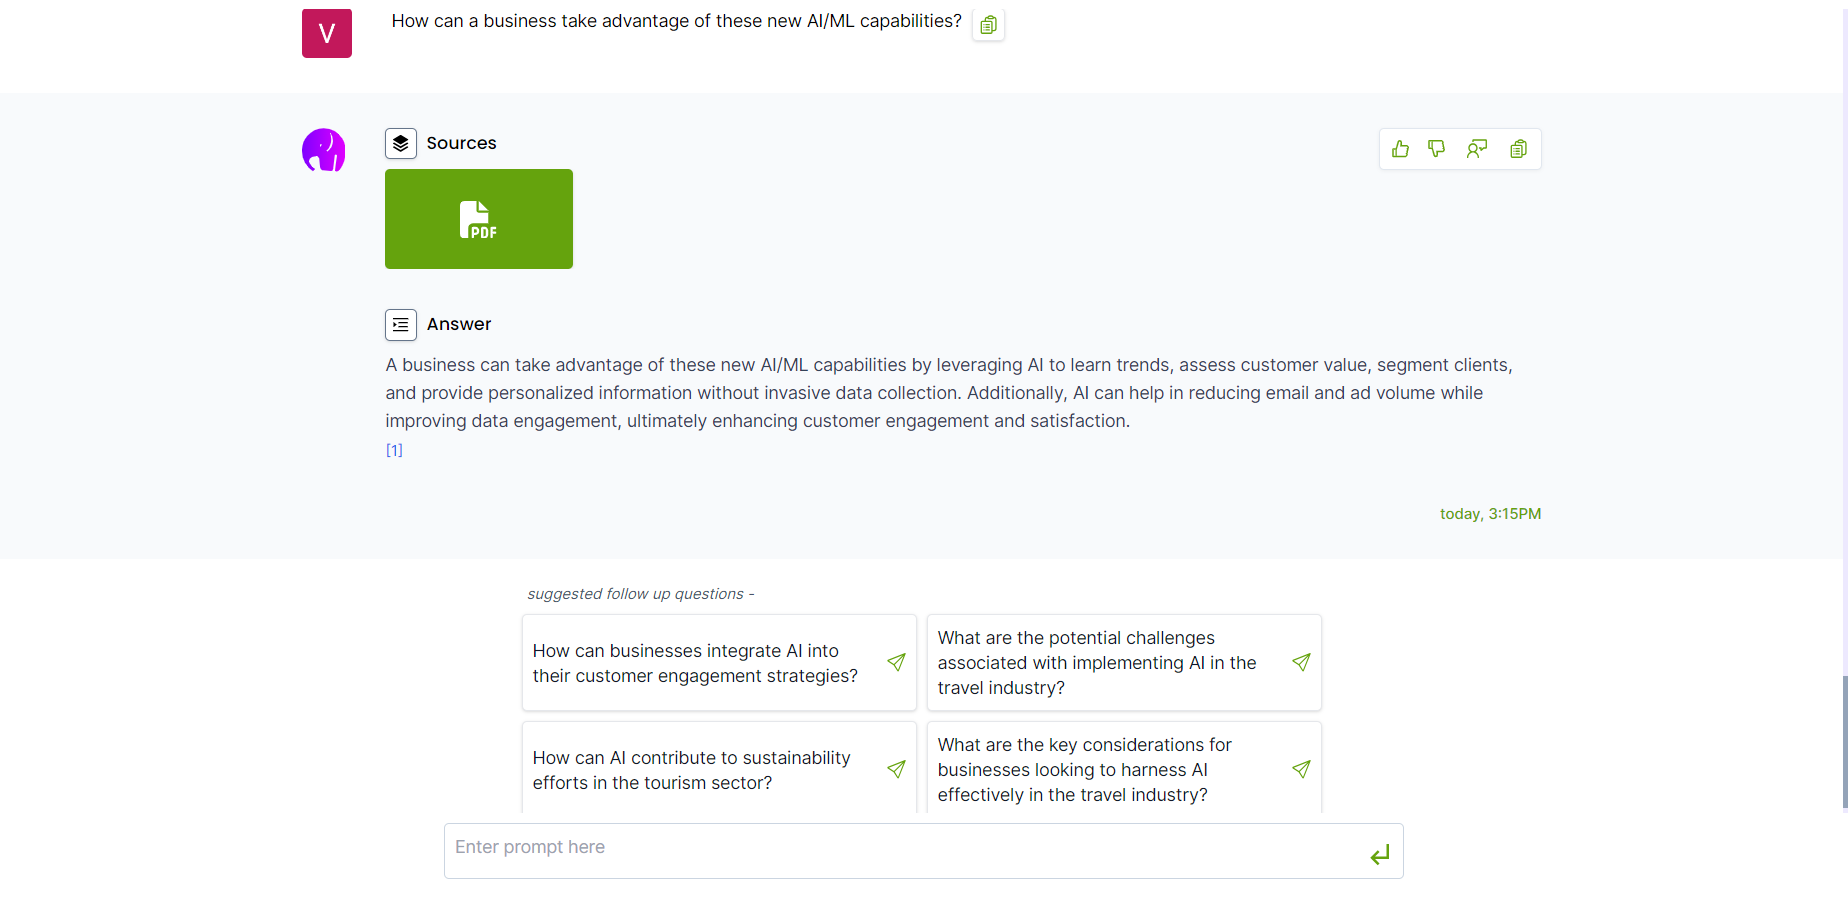 V
How can a business take advantage of these new AI/ML capabilities?
Sources
PDF
Answer
A business can take advantage of these new AI/ML capabilities by leveraging AI to learn trends, assess customer value, segment clients,
and provide personalized information without invasive data collection. Additionally, AI can help in reducing email and ad volume while
improving data engagement, ultimately enhancing customer engagement and satisfaction.
[1]
today, 3:15PM
suggested follow up questions -
How can businesses integrate AI into
their customer engagement strategies?
What are the potential challenges
associated with implementing AI in the
travel industry?
How can AI contribute to sustainability
efforts in the tourism sector?
What are the key considerations for
businesses looking to harness AI
effectively in the travel industry?
Enter prompt here